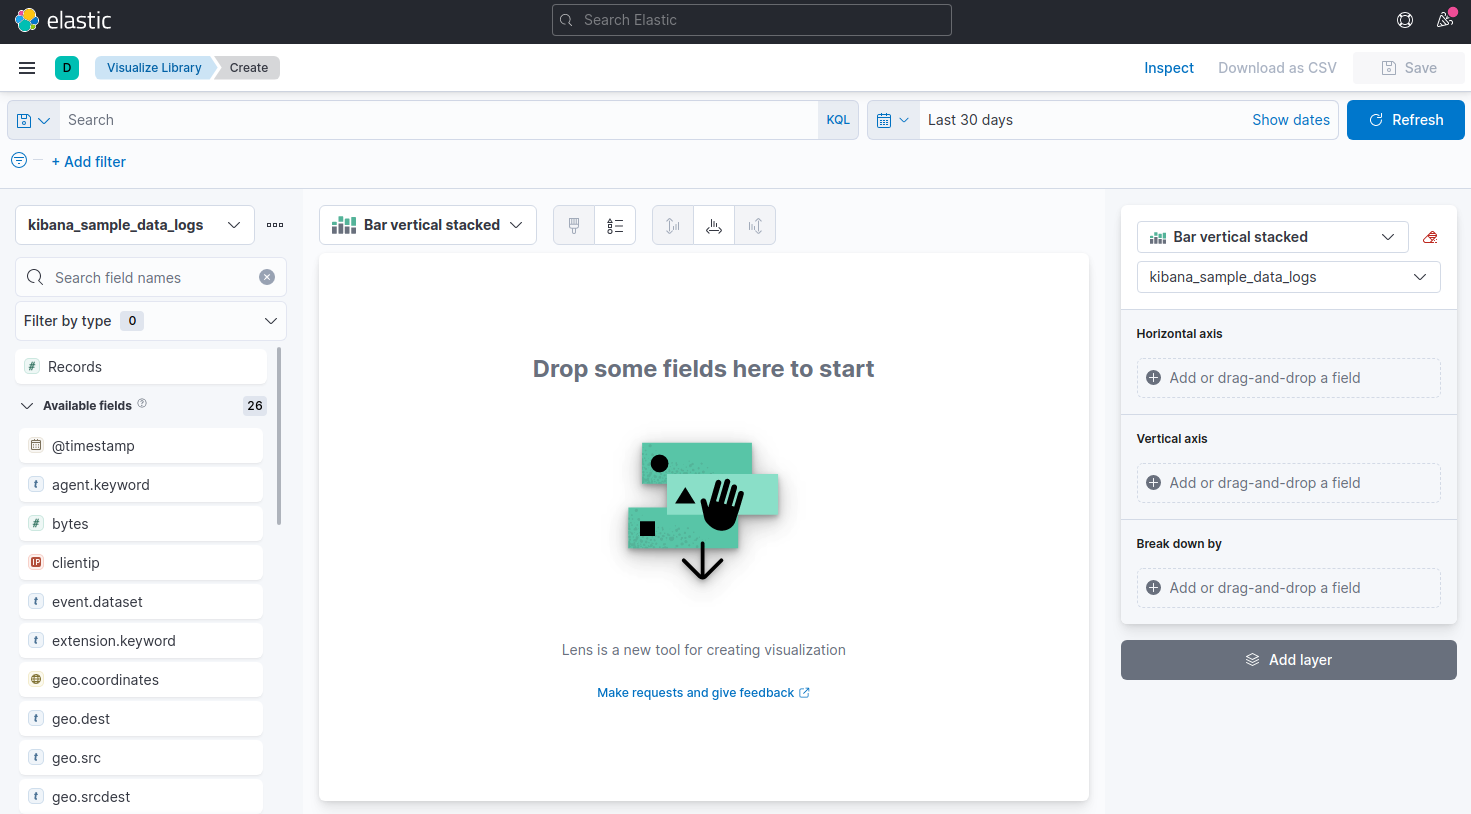 elastic
Search Elastic
D
Visualize Library
Create
Inspect
Download as CSV
Save
Search
KQL
Last 30 days
Show dates
Refresh
+ Add filter
kibana_sample_data_logs
Bar vertical stacked
Bar vertical stacked
kibana_sample_data_logs
Search field names
Filter by type 0
# Records
Available fields ? 26
@timestamp
t agent.keyword
# bytes
IP clientip
t event.dataset
t extension.keyword
geo.coordinates
t geo.dest
t geo.src
t geo.srcdest
Drop some fields here to start
Lens is a new tool for creating visualization
Make requests and give feedback
Horizontal axis
Add or drag-and-drop a field
Vertical axis
Add or drag-and-drop a field
Break down by
Add or drag-and-drop a field
Add layer